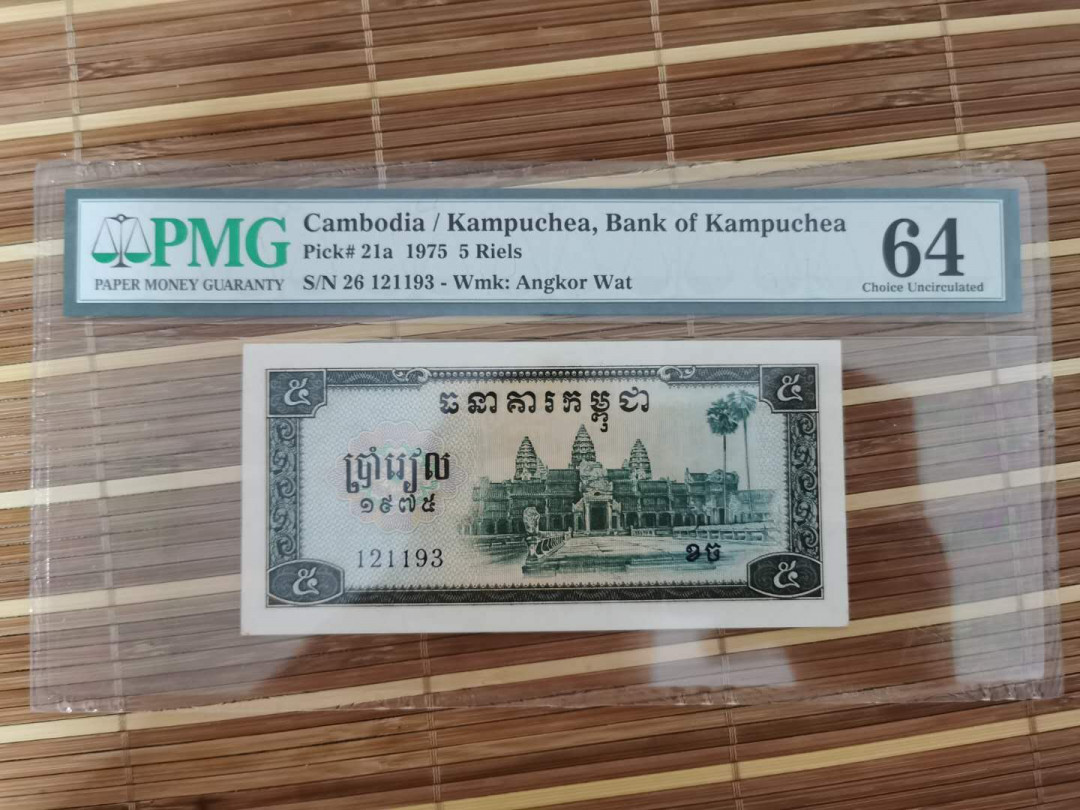 PMG
PAPER MONEY GUARANTY
Cambodia / Kampuchea, Bank of Kampuchea
Pick# 21a 1975 5 Riels
S/N 26 121193 - Wmk: Angkor Wat
64
Choice Uncirculated
៥ ៥
ធនាគារកម្ពុជា
ប្រាំរៀល
១៩៧៥
121193 ខច
៥ ៥